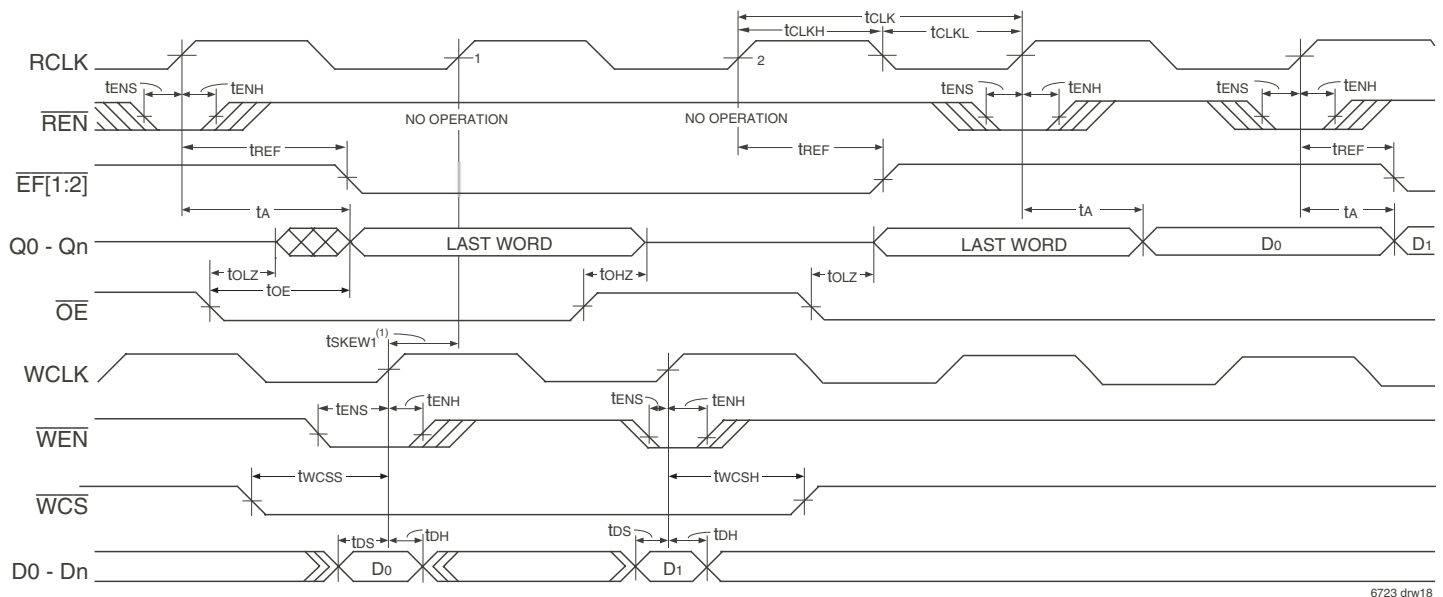 tCLK
tCLKH tCLKL
RCLK 1 2
tENS tENH tENS tENH tENS tENH
REN NO OPERATION NO OPERATION
tREF tREF tREF
EF[1:2]
tA tA tA
Q0 - Qn LAST WORD LAST WORD D0 D1
tOLZ tOHZ tOLZ
tOE
OE
tSKEW1(1)
WCLK
tENS tENH tENS tENH
WEN
tWCSS tWCSH
WCS
tDS tDH tDS tDH
D0 - Dn D0 D1
6723 drw18